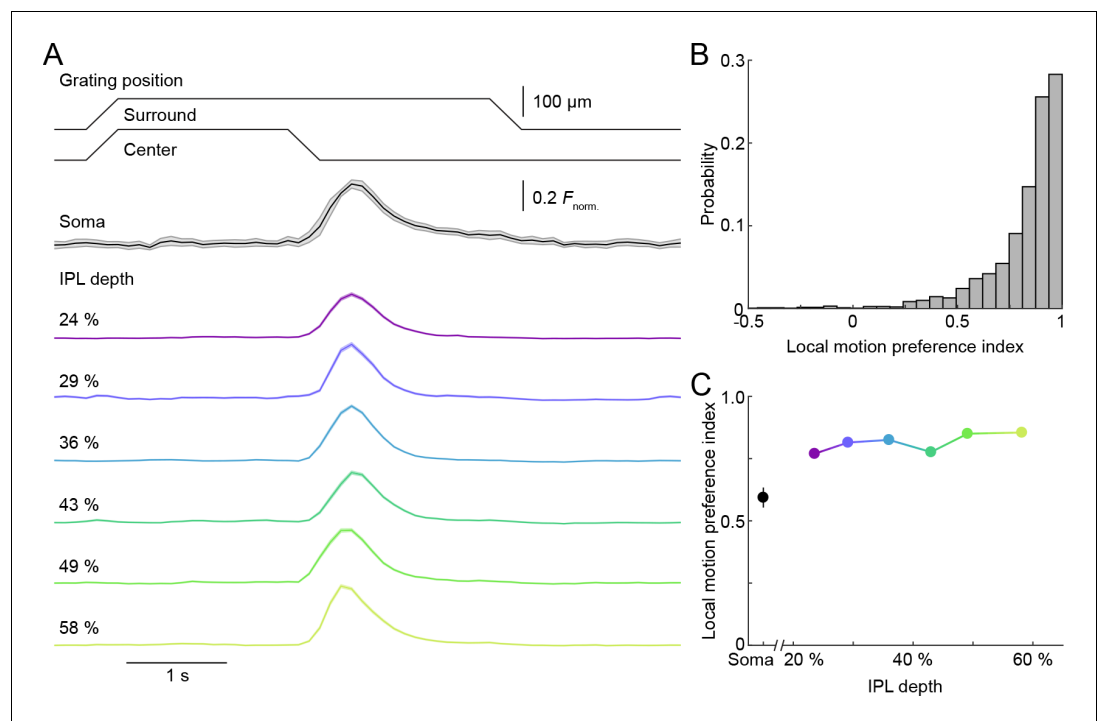 A
Grating position
100 µm
Surround
Center
0.2 Fnorm.
Soma
IPL depth
24 %
29 %
36 %
43 %
49 %
58 %
1 s
B
0.3
0.2
0.1
0
Probability
-0.5
0
0.5
1
Local motion preference index
C
1.0
0.5
0
Local motion preference index
Soma
20 %
40 %
60 %
IPL depth